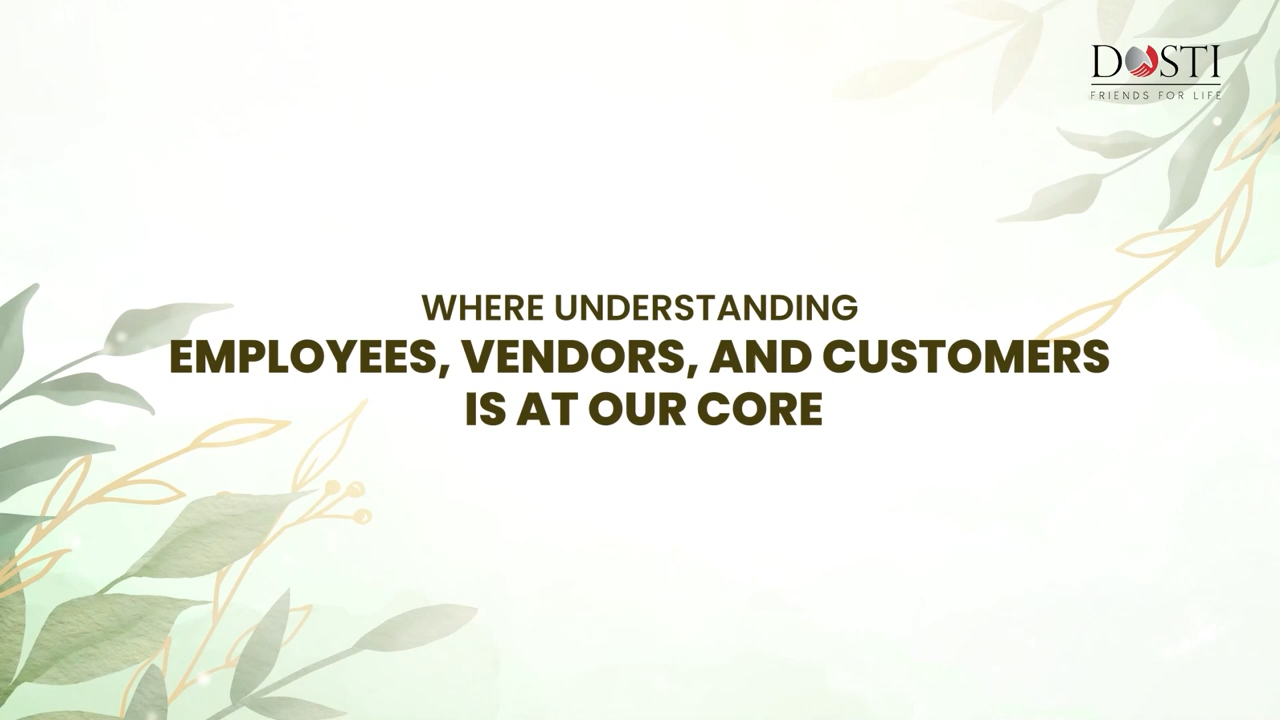 DOSTI
FRIENDS FOR LIFE
WHERE UNDERSTANDING
EMPLOYEES, VENDORS, AND CUSTOMERS
IS AT OUR CORE